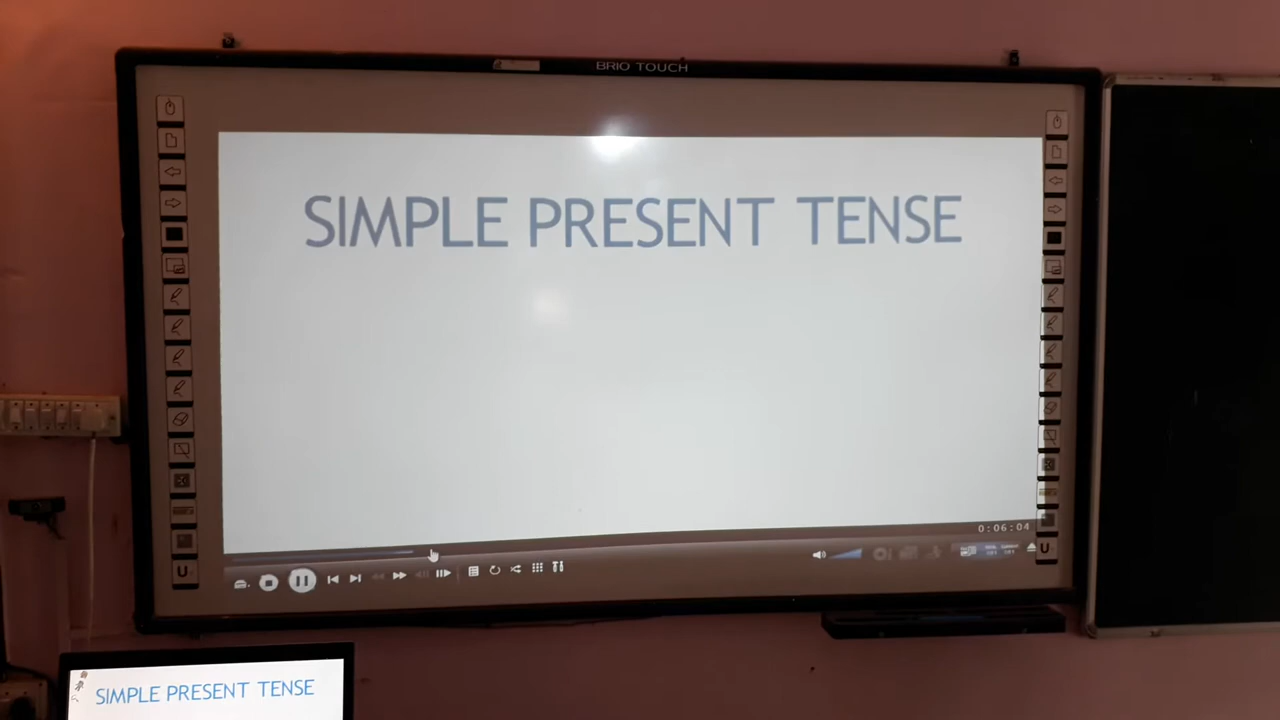 BRIO TOUCH
SIMPLE PRESENT TENSE
0:06:04
U
U
SIMPLE PRESENT TENSE